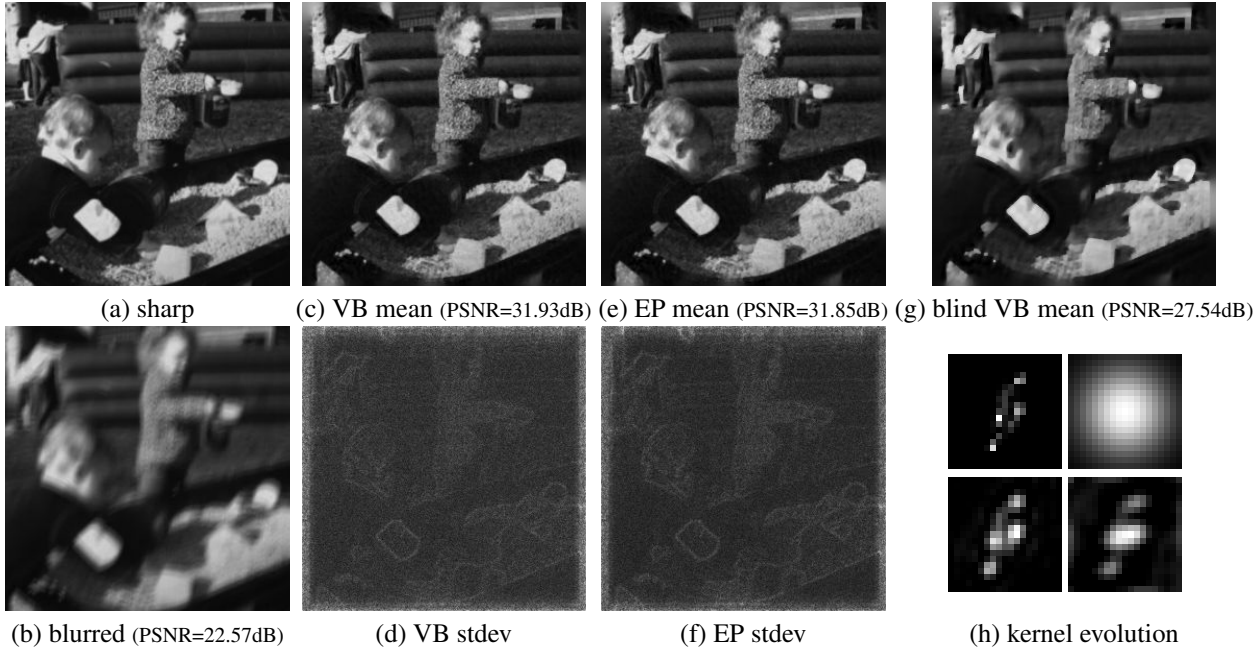 (a) sharp
(c) VB mean (PSNR=31.93dB)
(e) EP mean (PSNR=31.85dB)
(g) blind VB mean (PSNR=27.54dB)
(b) blurred (PSNR=22.57dB)
(d) VB stdev
(f) EP stdev
(h) kernel evolution